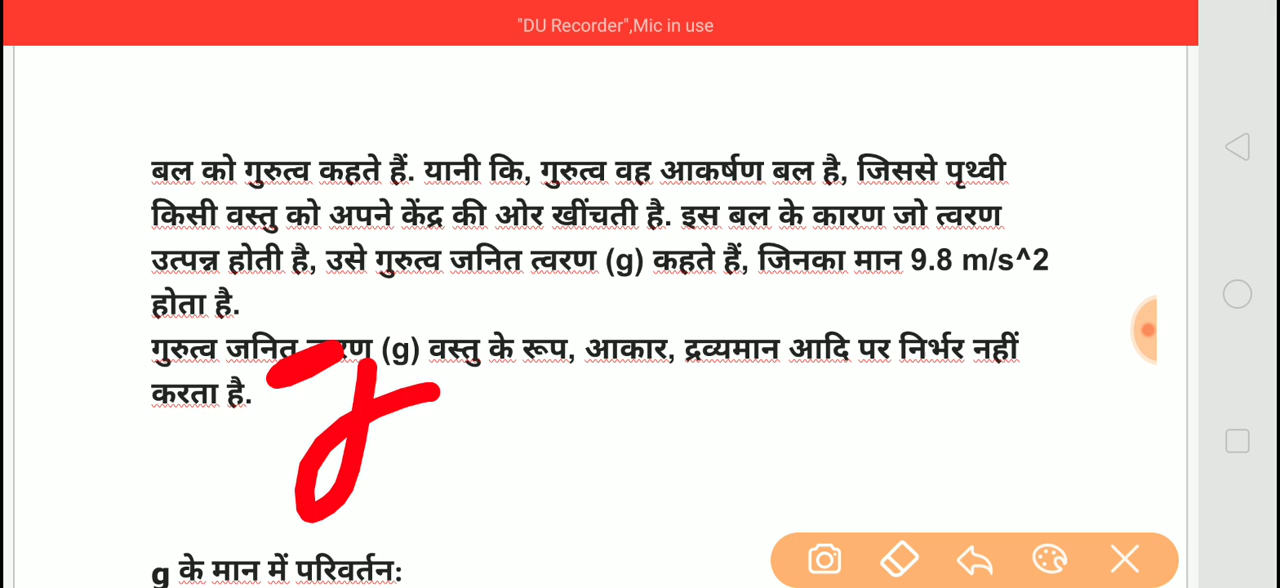 "DU Recorder",Mic in use
बल को गुरुत्व कहते हैं. यानी कि, गुरुत्व वह आकर्षण बल है, जिससे पृथ्वी
किसी वस्तु को अपने केंद्र की ओर खींचती है. इस बल के कारण जो त्वरण
उत्पन्न होती है, उसे गुरुत्व जनित त्वरण (g) कहते हैं, जिनका मान 9.8 m/s^2
होता है.
गुरुत्व जनित त्वरण (g) वस्तु के रूप, आकार, द्रव्यमान आदि पर निर्भर नहीं
करता है.
g के मान में परिवर्तन: